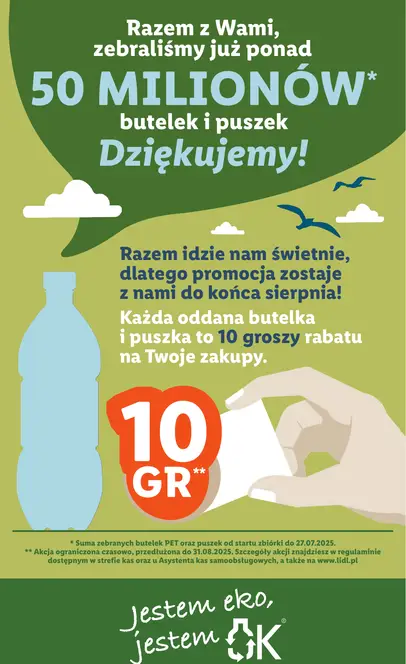 Razem z Wami,
zebraliśmy już ponad
50 MILIONÓW*
butelek i puszek
Dziękujemy!
Razem idzie nam świetnie,
dlatego promocja zostaje
z nami do końca sierpnia!
Każda oddana butelka
i puszka to 10 groszy rabatu
na Twoje zakupy.
10
GR**
* Suma zebranych butelek PET oraz puszek od startu zbiórki do 27.07.2025.
** Akcja ograniczona czasowo, przedłużona do 31.08.2025. Szczegóły akcji znajdziesz w regulaminie
dostępnym w strefie kas oraz u Asystenta kas samoobsługowych, a także na www.lidl.pl
jestem eko,
jestem OK®